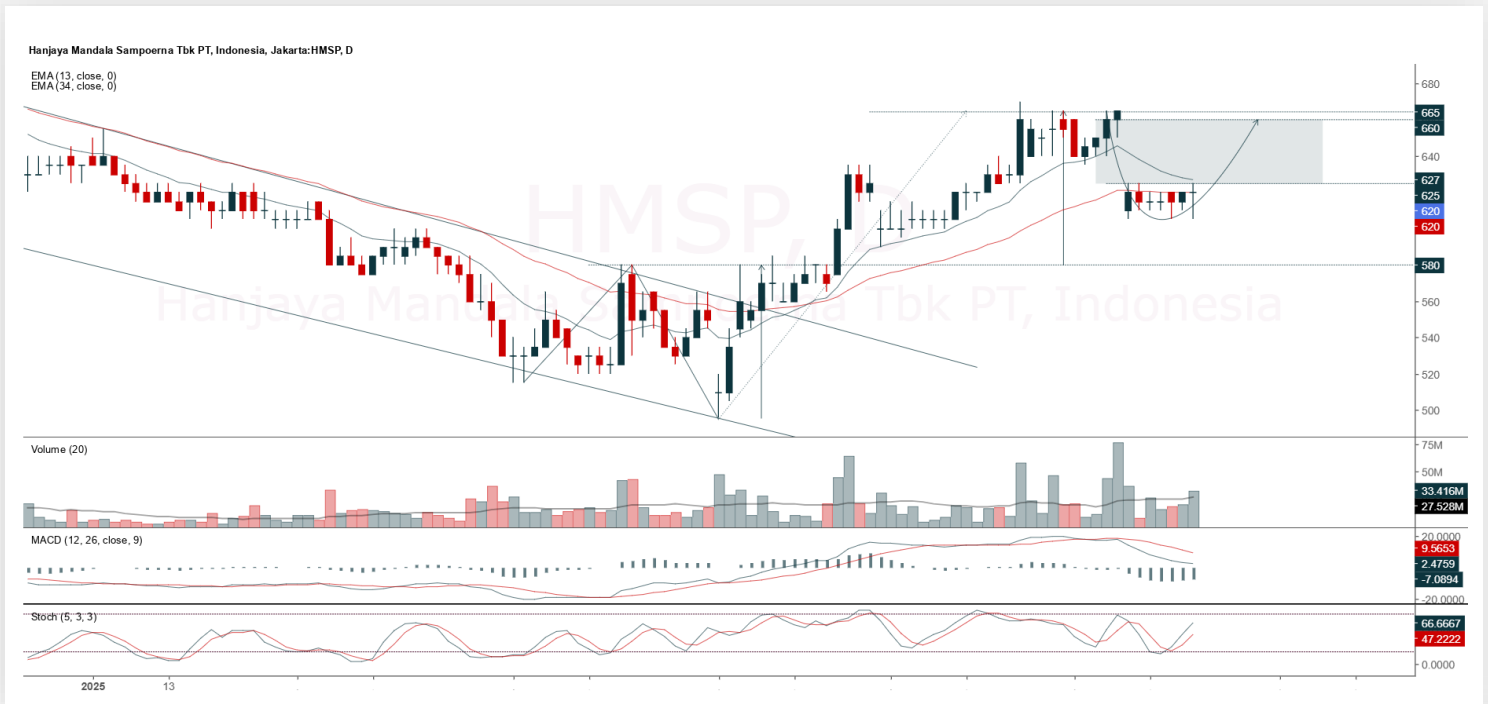 Hanjaya Mandala Sampoerna Tbk PT, Indonesia, Jakarta:HMSP, D
EMA (13, close, 0)
EMA (34, close, 0)
HMSP, D
Hanjaya Mandala Sampoerna Tbk PT, Indonesia
680
665
660
640
627
625
620
620
580
560
540
520
500
Volume (20)
75M
50M
33.416M
27.528M
MACD (12, 26, close, 9)
20.0000
9.5653
2.4759
-7.0894
-20.0000
Stoch (5, 3, 3)
66.6667
47.2222
0.0000
2025
13